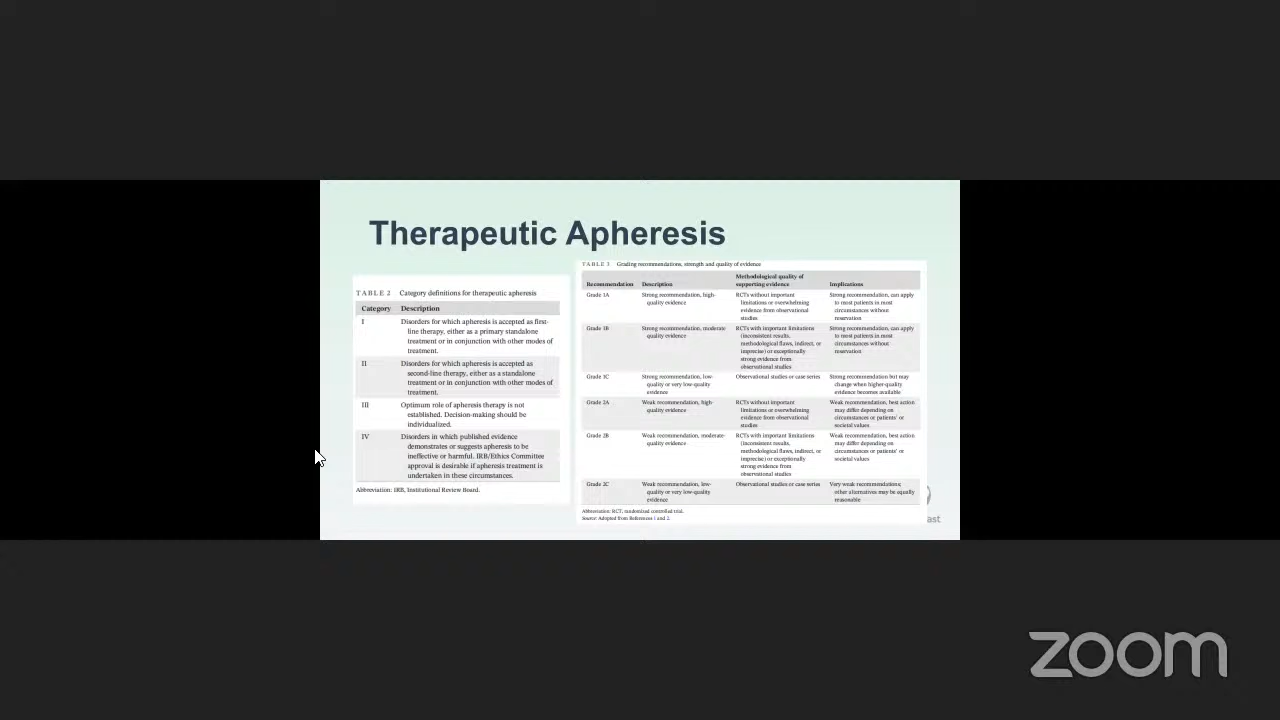 Therapeutic Apheresis
TABLE 2 Category definitions for therapeutic apheresis
Category Description
I Disorders for which apheresis is accepted as first-
line therapy, either as a primary standalone
treatment or in conjunction with other modes of
treatment.
II Disorders for which apheresis is accepted as
second-line therapy, either as a standalone
treatment or in conjunction with other modes of
treatment.
III Optimum role of apheresis therapy is not
established. Decision-making should be
individualized.
IV Disorders in which published evidence
demonstrates or suggests apheresis to be
ineffective or harmful. IRB/Ethics Committee
approval is desirable if apheresis treatment is
undertaken in these circumstances.
Abbreviation: IRB, Institutional Review Board.
TABLE 3 Grading recommendations, strength and quality of evidence
Recommendation Description Methodological quality of
supporting evidence Implications
Grade 1A Strong recommendation, high-
quality evidence
RCTs without important
limitations or overwhelming
evidence from observational
studies
Strong recommendation, can apply
to most patients in most
circumstances without
reservation
Grade 1B Strong recommendation, moderate
quality evidence
RCTs with important limitations
(inconsistent results,
methodological flaws, indirect, or
imprecise) or exceptionally
strong evidence from
observational studies
Strong recommendation, can apply
to most patients in most
circumstances without
reservation
Grade 1C Strong recommendation, low-
quality or very low-quality
evidence
Observational studies or case series
Strong recommendation but may
change when higher-quality
evidence becomes available
Grade 2A Weak recommendation, high-
quality evidence
RCTs without important
limitations or overwhelming
evidence from observational
studies
Weak recommendation, best action
may differ depending on
circumstances or patients' or
societal values
Grade 2B Weak recommendation, moderate-
quality evidence
RCTs with important limitations
(inconsistent results,
methodological flaws, indirect, or
imprecise) or exceptionally
strong evidence from
observational studies
Weak recommendation, best action
may differ depending on
circumstances or patients' or
societal values
Grade 2C Weak recommendation, low-
quality or very low-quality
evidence
Observational studies or case series
Very weak recommendations;
other alternatives may be equally
reasonable
Abbreviation: RCT, randomized controlled trial.
Source: Adopted from References 1 and 2.
ast
zoom